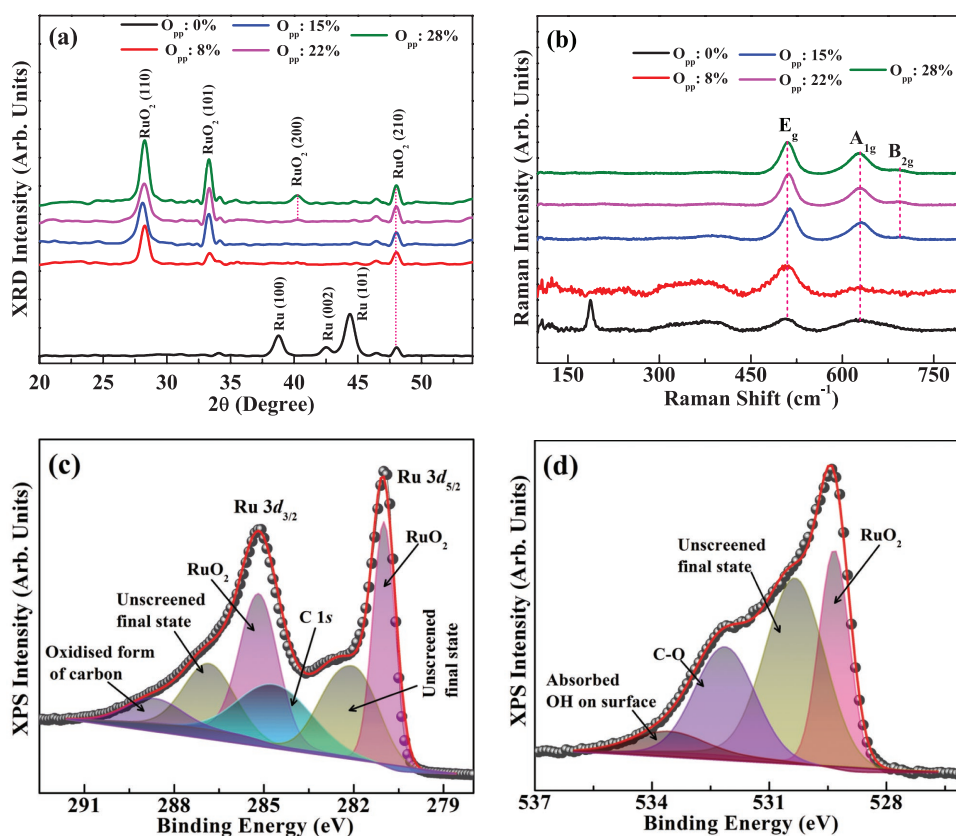 (a)
O_pp: 0% O_pp: 15% O_pp: 28%
O_pp: 8% O_pp: 22%
XRD Intensity (Arb. Units)
RuO₂ (110)
RuO₂ (101)
RuO₂ (200)
RuO₂ (210)
Ru (100)
Ru (002)
Ru (101)
20 25 30 35 40 45 50
2θ (Degree)
(b)
O_pp: 0% O_pp: 15% O_pp: 28%
O_pp: 8% O_pp: 22%
Raman Intensity (Arb. Units)
E_g
A_1g
B_2g
150 300 450 600 750
Raman Shift (cm⁻¹)
(c)
XPS Intensity (Arb. Units)
Ru 3d₃/₂
Ru 3d₅/₂
RuO₂
RuO₂
Unscreened
final state
C 1s
Oxidised form
of carbon
Unscreened
final state
291 288 285 282 279
Binding Energy (eV)
(d)
XPS Intensity (Arb. Units)
Unscreened
final state
RuO₂
C-O
Absorbed
OH on surface
537 534 531 528
Binding Energy (eV)